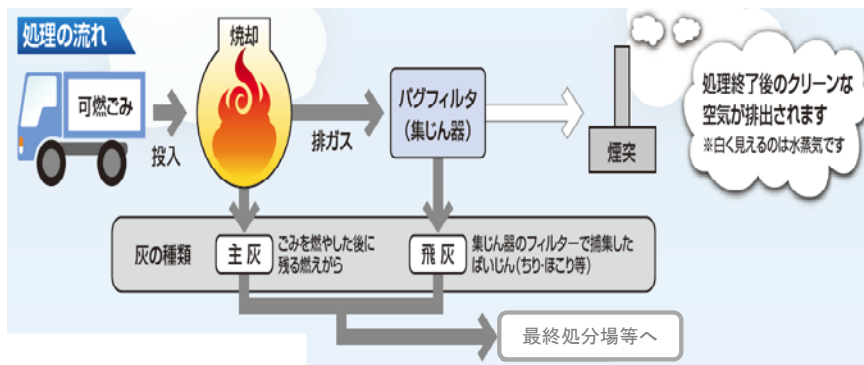 処理の流れ
焼却
可燃ごみ
投入
排ガス
バグフィルタ
(集じん器)
煙突
処理終了後のクリーンな
空気が排出されます
※白く見えるのは水蒸気です
灰の種類
主灰
ごみを燃やした後に
残る燃えがら
飛灰
集じん器のフィルターで捕集した
ばいじん(ちり・ほこり等)
最終処分場等へ